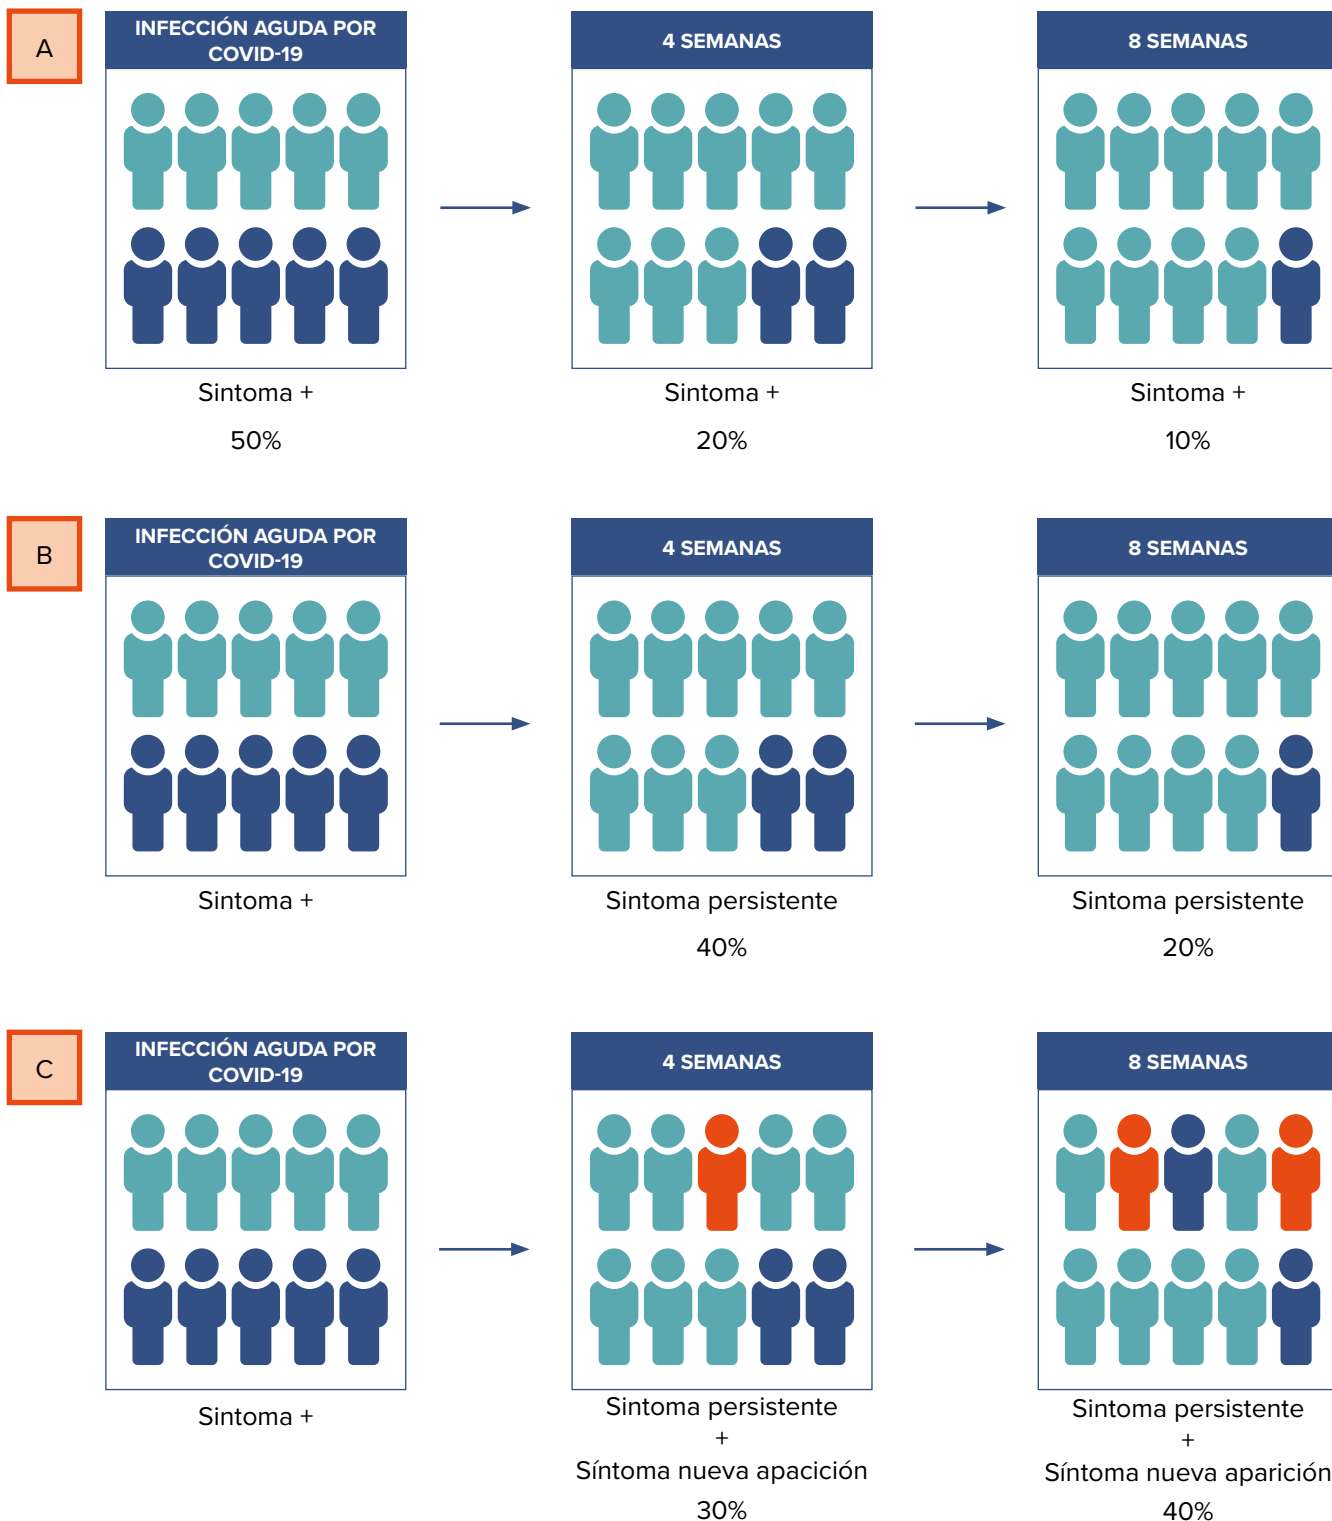 A
INFECCIÓN AGUDA POR
COVID-19
4 SEMANAS
8 SEMANAS
Sintoma +
50%
Sintoma +
20%
Sintoma +
10%
B
INFECCIÓN AGUDA POR
COVID-19
4 SEMANAS
8 SEMANAS
Sintoma +
Sintoma persistente
40%
Sintoma persistente
20%
C
INFECCIÓN AGUDA POR
COVID-19
4 SEMANAS
8 SEMANAS
Sintoma +
Sintoma persistente
+
Síntoma nueva apacición
30%
Sintoma persistente
+
Síntoma nueva aparición
40%